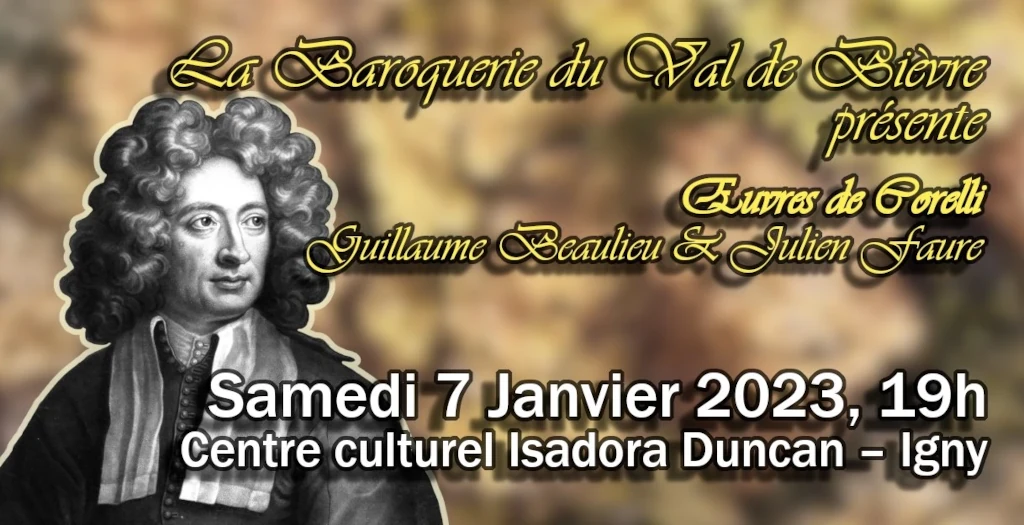 La Baroquerie du Val de Bièvre
présente
Œuvres de Corelli
Guillaume Beaulieu & Julien Faure
Samedi 7 Janvier 2023, 19h
Centre culturel Isadora Duncan – Igny